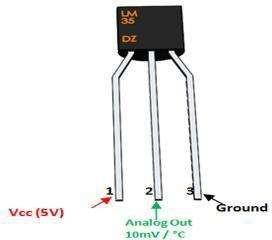 LM
35
DZ
1 2 3
Vcc (5V)
Analog Out
10mV / °C
Ground